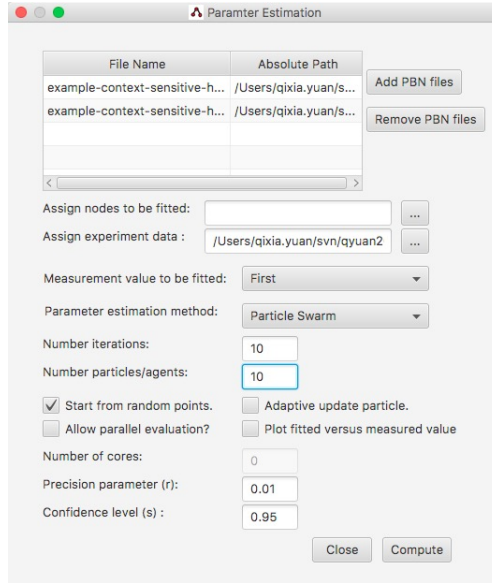 Paramter Estimation
File Name Absolute Path
example-context-sensitive-h... /Users/qixia.yuan/s...
example-context-sensitive-h... /Users/qixia.yuan/s...
Add PBN files
Remove PBN files
Assign nodes to be fitted: ...
Assign experiment data : /Users/qixia.yuan/svn/qyuan2 ...
Measurement value to be fitted: First
Parameter estimation method: Particle Swarm
Number iterations: 10
Number particles/agents: 10
Start from random points. Adaptive update particle.
Allow parallel evaluation? Plot fitted versus measured value
Number of cores: 0
Precision parameter (r): 0.01
Confidence level (s) : 0.95
Close Compute